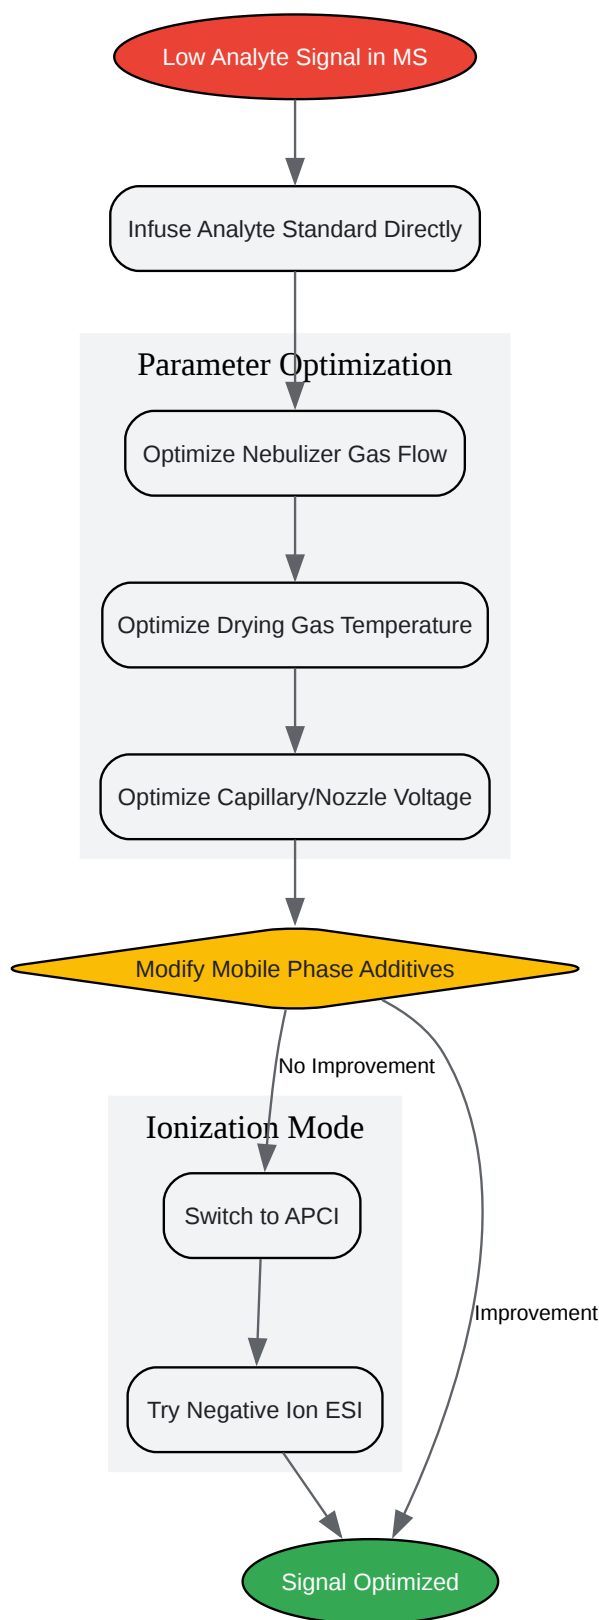 Low Analyte Signal in MS
Infuse Analyte Standard Directly
Parameter Optimization
Optimize Nebulizer Gas Flow
Optimize Drying Gas Temperature
Optimize Capillary/Nozzle Voltage
Modify Mobile Phase Additives
No Improvement
Ionization Mode
Switch to APCI
Improvement
Try Negative Ion ESI
Signal Optimized